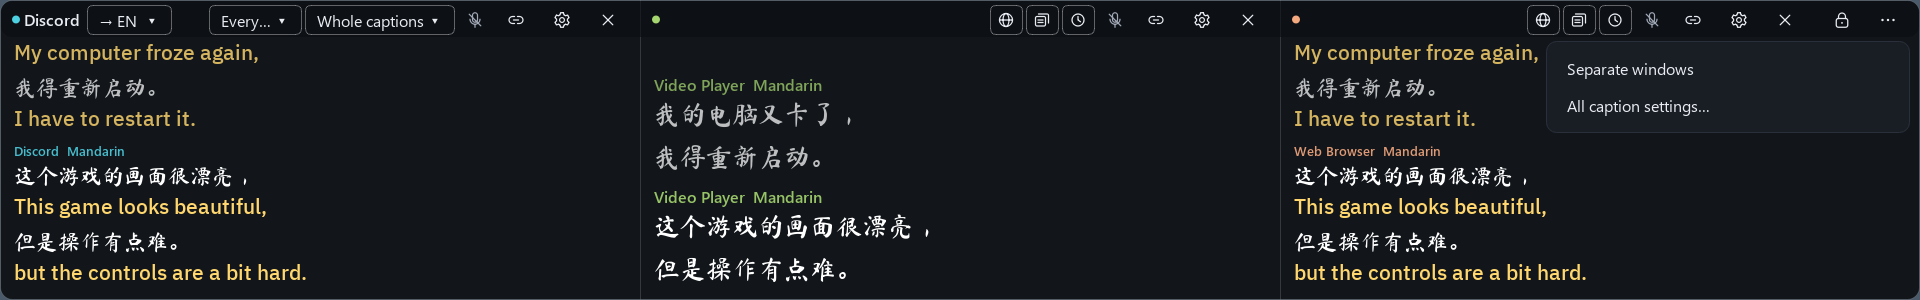 Discord → EN Every... Whole captions
My computer froze again,
我得重新启动。
I have to restart it.
Discord Mandarin
这个游戏的画面很漂亮，
This game looks beautiful,
但是操作有点难。
but the controls are a bit hard.
Video Player Mandarin
我的电脑又卡了，
我得重新启动。
Video Player Mandarin
这个游戏的画面很漂亮，
但是操作有点难。
My computer froze again,
我得重新启动。
I have to restart it.
Web Browser Mandarin
这个游戏的画面很漂亮，
This game looks beautiful,
但是操作有点难。
but the controls are a bit hard.
Separate windows
All caption settings...